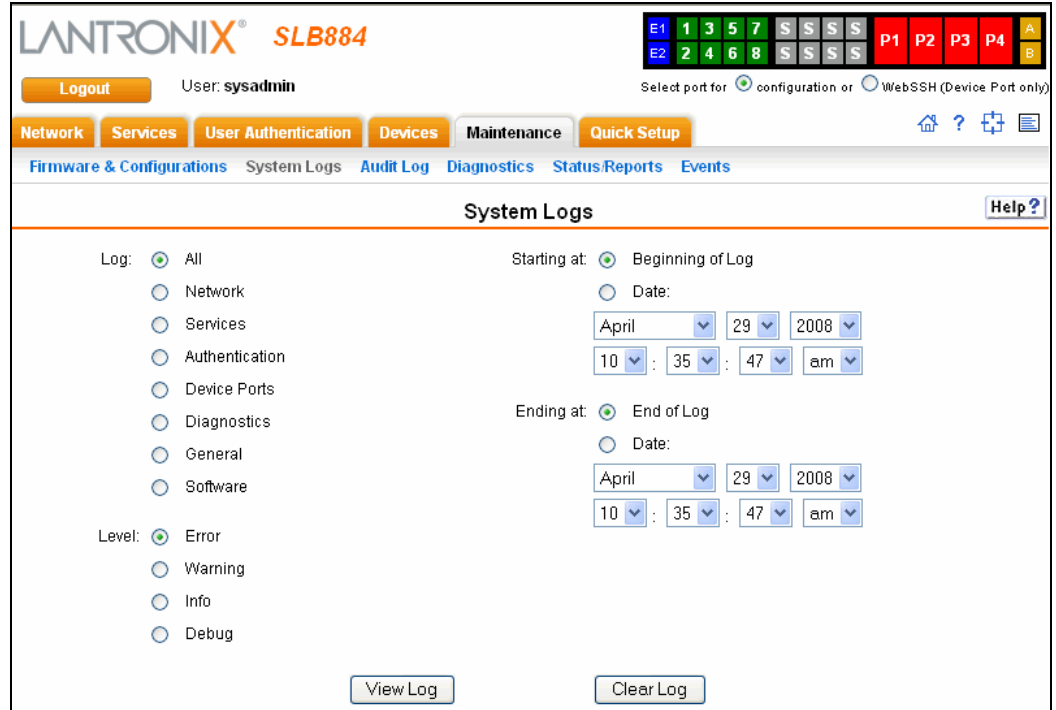 LANTRONIX® SLB884
E1 1 3 5 7 S S S S P1 P2 P3 P4 A
E2 2 4 6 8 S S S S B
Logout User: sysadmin Select port for configuration or WebSSH (Device Port only)
Network Services User Authentication Devices Maintenance Quick Setup ?
Firmware & Configurations System Logs Audit Log Diagnostics Status/Reports Events
System Logs Help?
Log: All Starting at: Beginning of Log
Network Date:
Services April 29 2008
Authentication 10 : 35 : 47 am
Device Ports
Diagnostics Ending at: End of Log
General Date:
Software April 29 2008
10 : 35 : 47 am
Level: Error
Warning
Info
Debug
View Log Clear Log